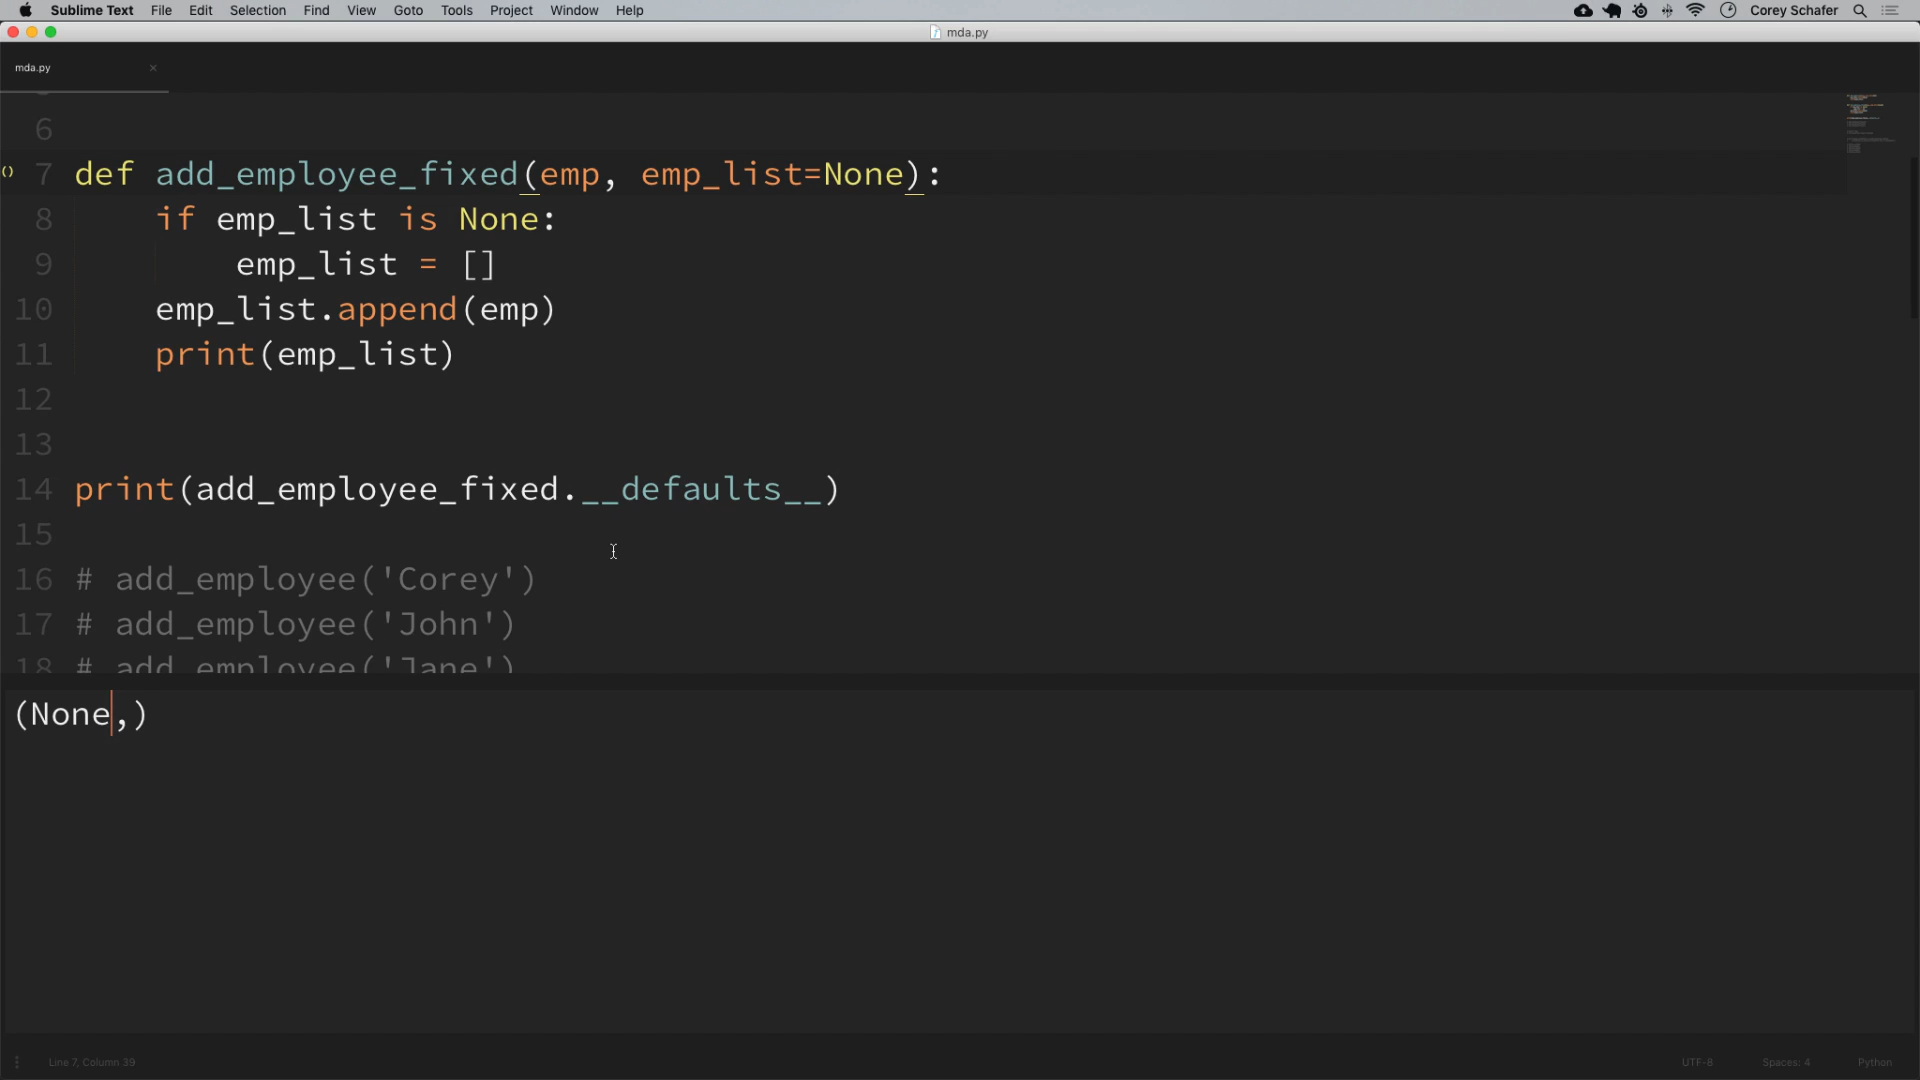 Sublime Text File Edit Selection Find View Goto Tools Project Window Help Corey Schafer
mda.py
mda.py
6
7 def add_employee_fixed(emp, emp_list=None):
8 if emp_list is None:
9 emp_list = []
10 emp_list.append(emp)
11 print(emp_list)
12
13
14 print(add_employee_fixed.__defaults__)
15
16 # add_employee('Corey')
17 # add_employee('John')
18 # add_employee('Jane')
(None,)
Line 7, Column 39 UTF-8 Spaces: 4 Python